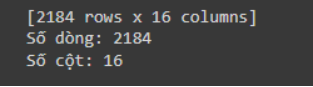 [2184 rows x 16 columns]
Số dòng: 2184
Số cột: 16